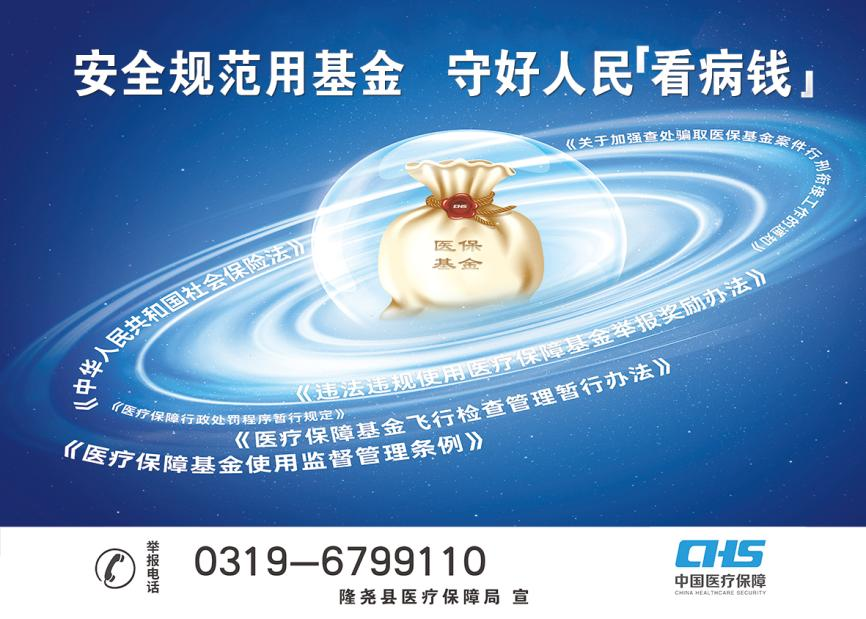 安全规范用基金 守好人民「看病钱」
《关于加强查处骗取医保基金案件行刑衔接工作的通知》
CHS
医保
基金
《中华人民共和国社会保险法》
《违法违规使用医疗保障基金举报奖励办法》
《医疗保障行政处罚程序暂行规定》
《医疗保障基金飞行检查管理暂行办法》
《医疗保障基金使用监督管理条例》
举报电话
0319—6799110
隆尧县医疗保障局 宣
CHS
中国医疗保障
CHINA HEALTHCARE SECURITY